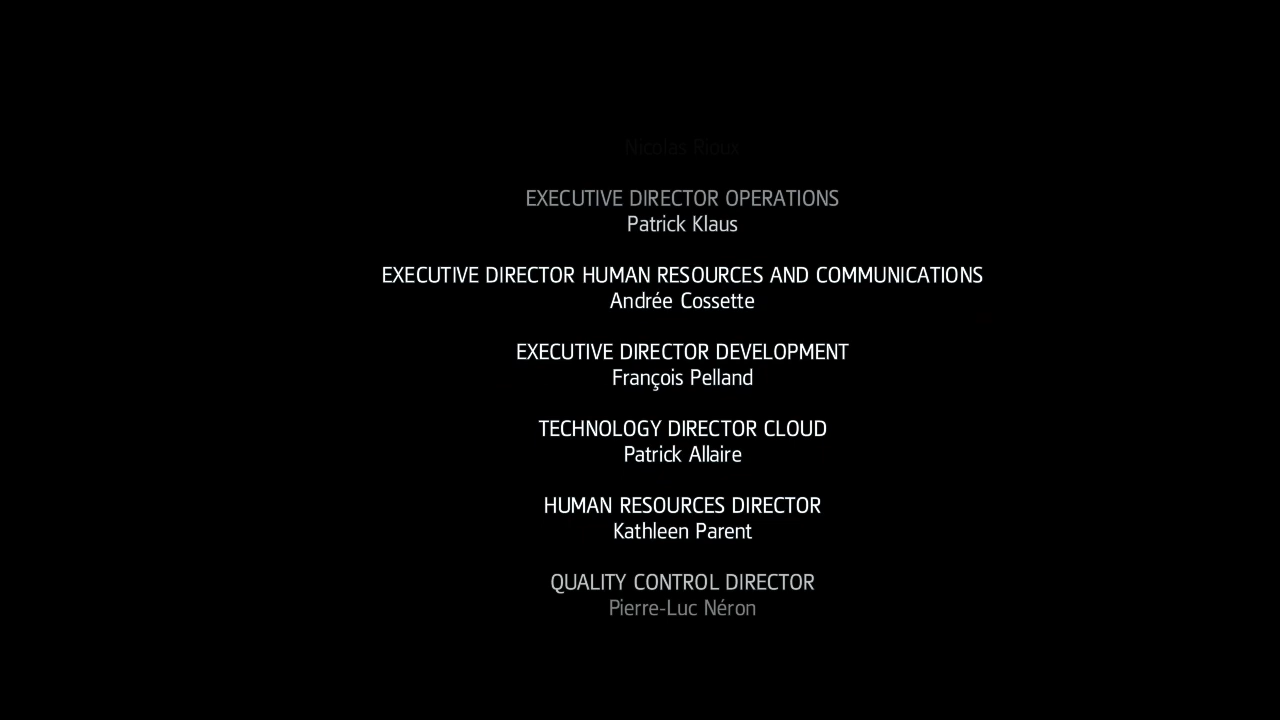 Nicolas Rioux
EXECUTIVE DIRECTOR OPERATIONS
Patrick Klaus
EXECUTIVE DIRECTOR HUMAN RESOURCES AND COMMUNICATIONS
Andrée Cossette
EXECUTIVE DIRECTOR DEVELOPMENT
François Pelland
TECHNOLOGY DIRECTOR CLOUD
Patrick Allaire
HUMAN RESOURCES DIRECTOR
Kathleen Parent
QUALITY CONTROL DIRECTOR
Pierre-Luc Néron